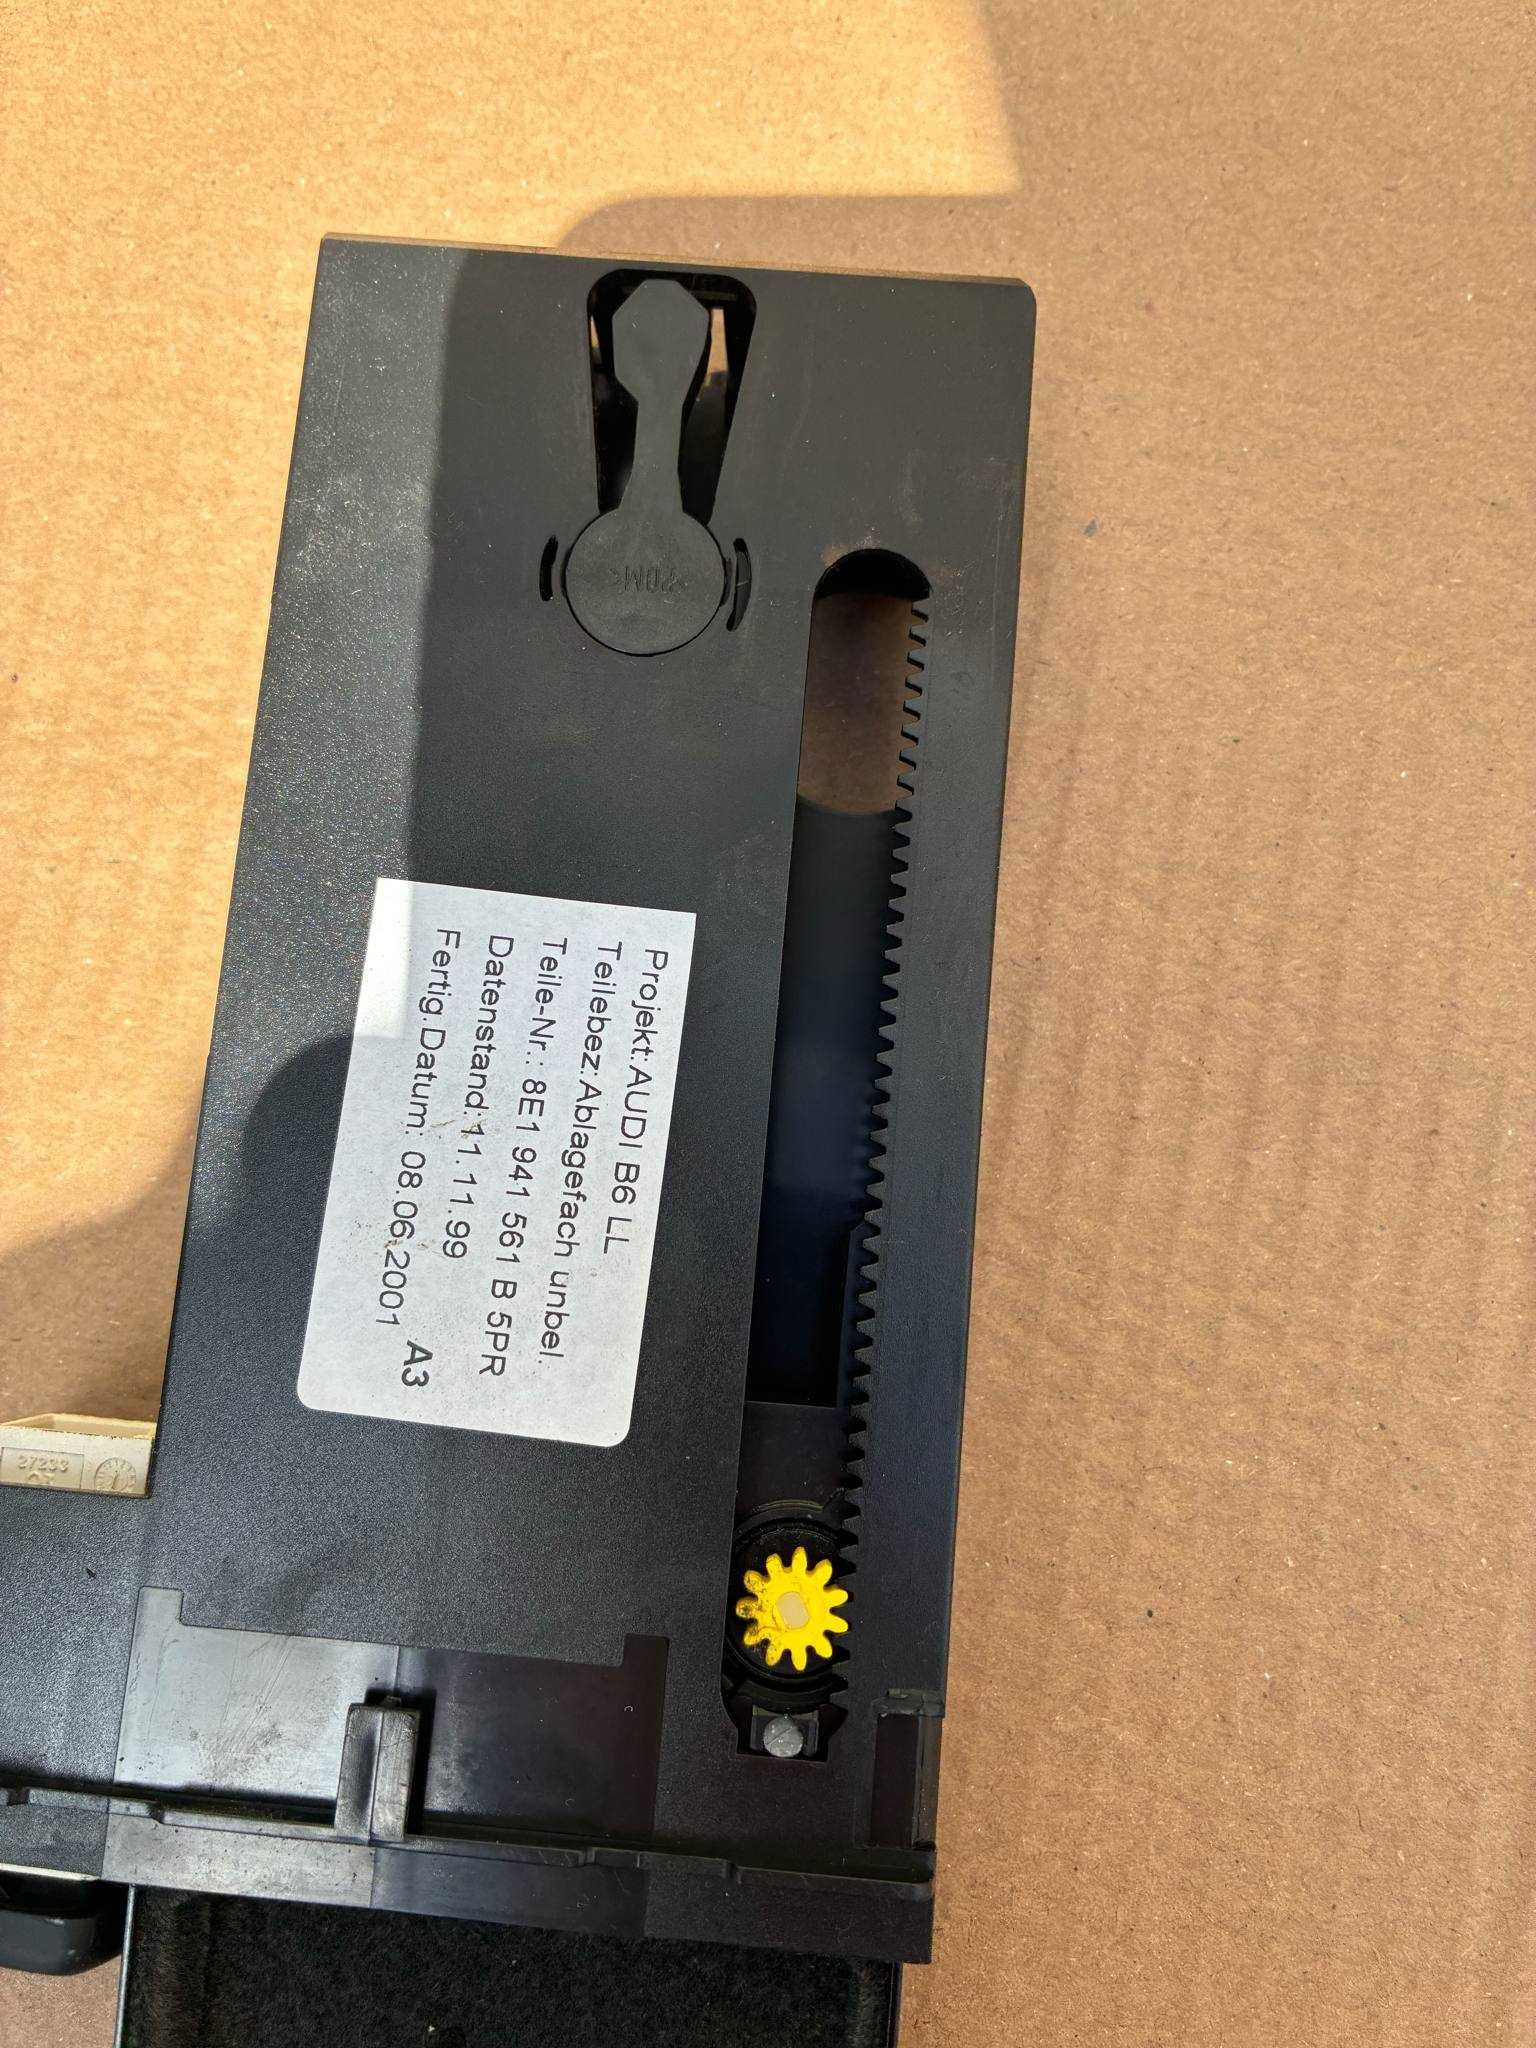 Projekt:AUDI B6 LL
Teilebez:Ablagefach unbel.
Teile-Nr.: 8E1 941 561 B 5PR
Datenstand:11.11.99
Fertig.Datum: 08.06.2001
A3
>POM<
27233